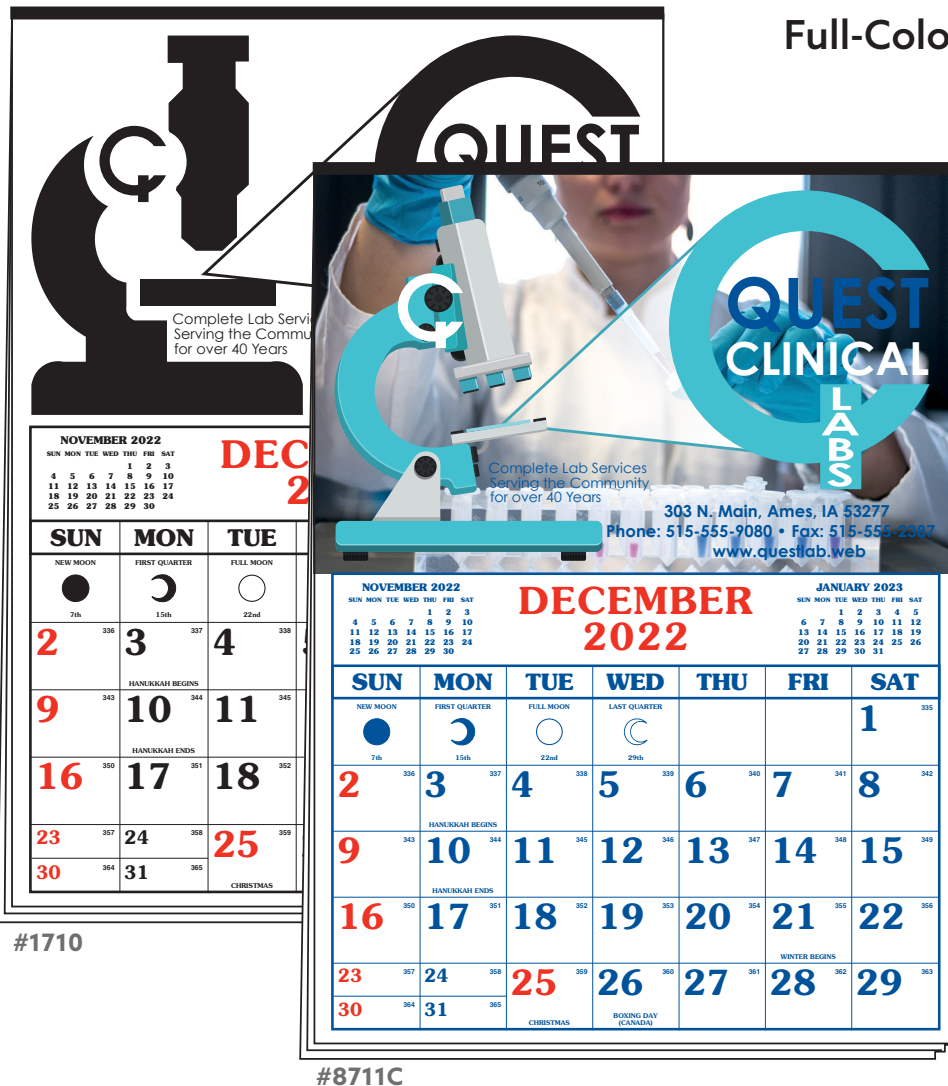 Full-Colo
QUEST
Complete Lab Servi
Serving the Commu
for over 40 Years
NOVEMBER 2022
SUN MON TUE WED THU FRI SAT
1 2 3
4 5 6 7 8 9 10
11 12 13 14 15 16 17
18 19 20 21 22 23 24
25 26 27 28 29 30
DEC
2
SUN MON TUE
NEW MOON FIRST QUARTER FULL MOON
7th 15th 22nd
2 336 3 337 4 338
HANUKKAH BEGINS
9 343 10 344 11 345
HANUKKAH ENDS
16 350 17 351 18 352
23 357 24 358 25 359
30 364 31 365
CHRISTMAS
#1710
C
QUEST
CLINICAL
LABS
Complete Lab Services
Serving the Community
for over 40 Years
303 N. Main, Ames, IA 53277
Phone: 515-555-9080 • Fax: 515-555-2387
www.questlab.web
NOVEMBER 2022
SUN MON TUE WED THU FRI SAT
1 2 3
4 5 6 7 8 9 10
11 12 13 14 15 16 17
18 19 20 21 22 23 24
25 26 27 28 29 30
DECEMBER
2022
JANUARY 2023
SUN MON TUE WED THU FRI SAT
1 2 3 4 5
6 7 8 9 10 11 12
13 14 15 16 17 18 19
20 21 22 23 24 25 26
27 28 29 30 31
SUN MON TUE WED THU FRI SAT
NEW MOON FIRST QUARTER FULL MOON LAST QUARTER
7th 15th 22nd 29th
1 335
2 336 3 337 4 338 5 339 6 340 7 341 8 342
HANUKKAH BEGINS
9 343 10 344 11 345 12 346 13 347 14 348 15 349
HANUKKAH ENDS
16 350 17 351 18 352 19 353 20 354 21 355 22 356
WINTER BEGINS
23 357 24 358 25 359 26 360 27 361 28 362 29 363
30 364 31 365
CHRISTMAS
BOXING DAY
(CANADA)
#8711C